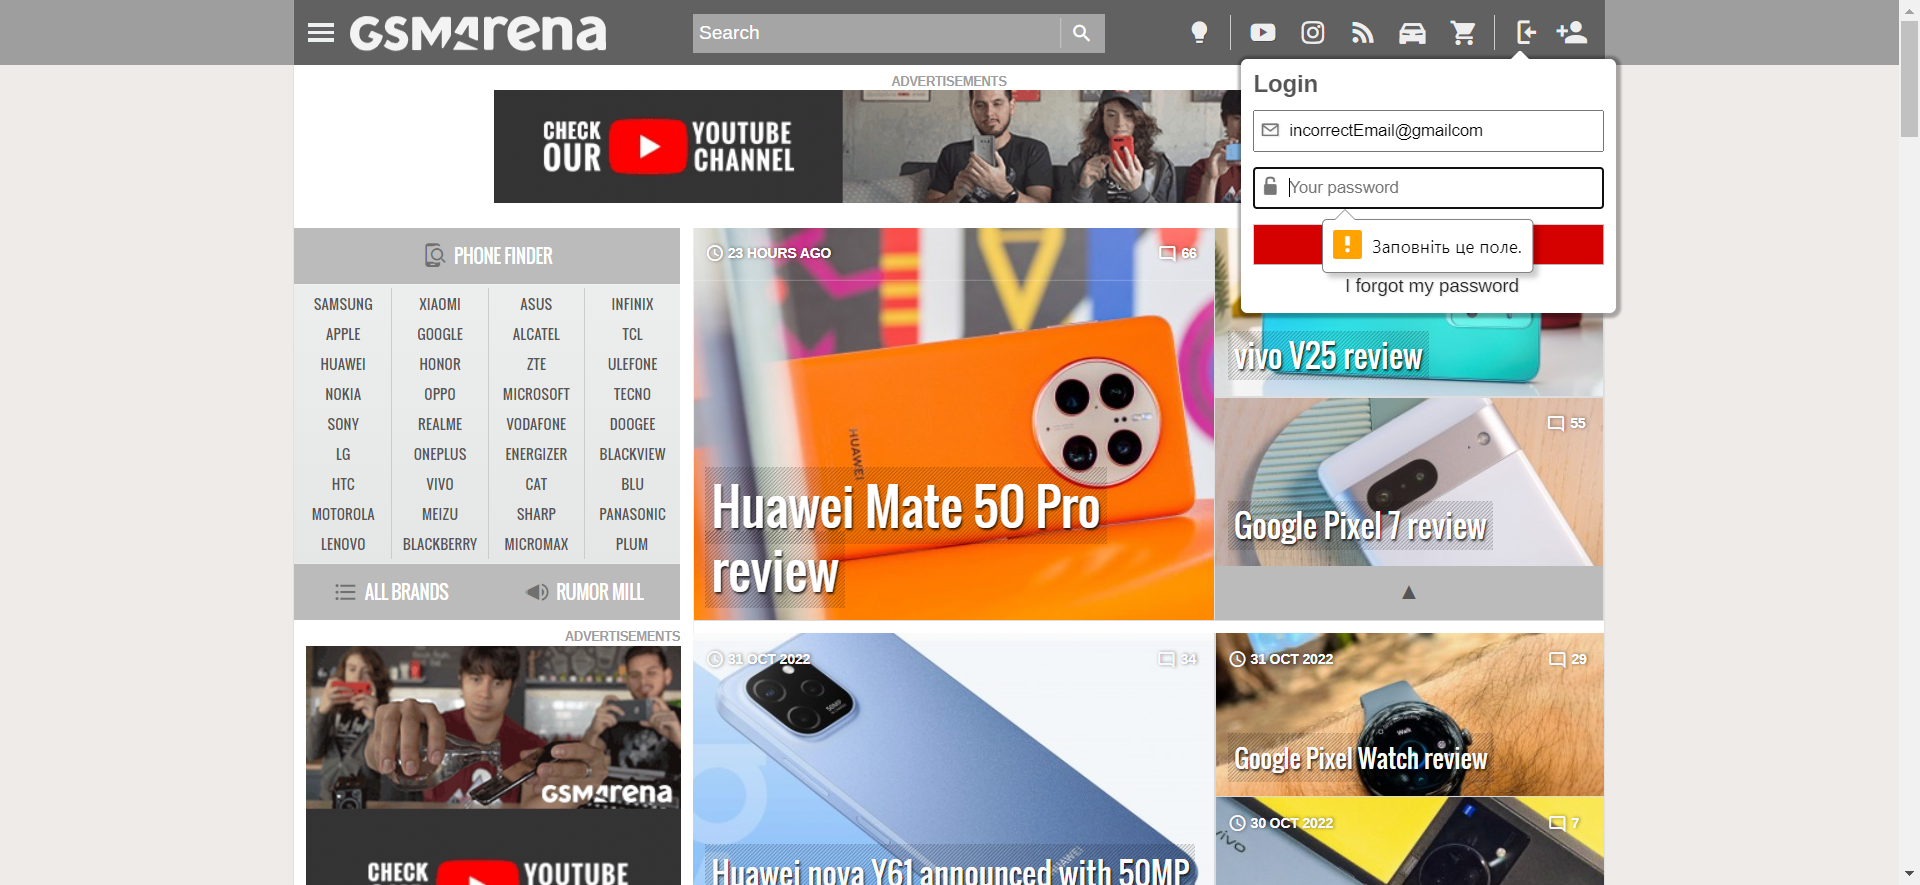 GSMArena
Search
ADVERTISEMENTS
CHECK
OUR
YOUTUBE
CHANNEL
Login
incorrectEmail@gmailcom
Your password
Заповніть це поле.
I forgot my password
PHONE FINDER
SAMSUNG XIAOMI ASUS INFINIX
APPLE GOOGLE ALCATEL TCL
HUAWEI HONOR ZTE ULEFONE
NOKIA OPPO MICROSOFT TECNO
SONY REALME VODAFONE DOOGEE
LG ONEPLUS ENERGIZER BLACKVIEW
HTC VIVO CAT BLU
MOTOROLA MEIZU SHARP PANASONIC
LENOVO BLACKBERRY MICROMAX PLUM
ALL BRANDS RUMOR MILL
ADVERTISEMENTS
GSMArena
CHECK YOUTUBE
23 HOURS AGO 66
HUAWEI
Huawei Mate 50 Pro
review
vivo V25 review
55
Google Pixel 7 review
▲
31 OCT 2022 34
50MP
HUAWEI
Huawei nova Y61 announced with 50MP
31 OCT 2022 29
Walk
Google Pixel Watch review
30 OCT 2022 7
vivo